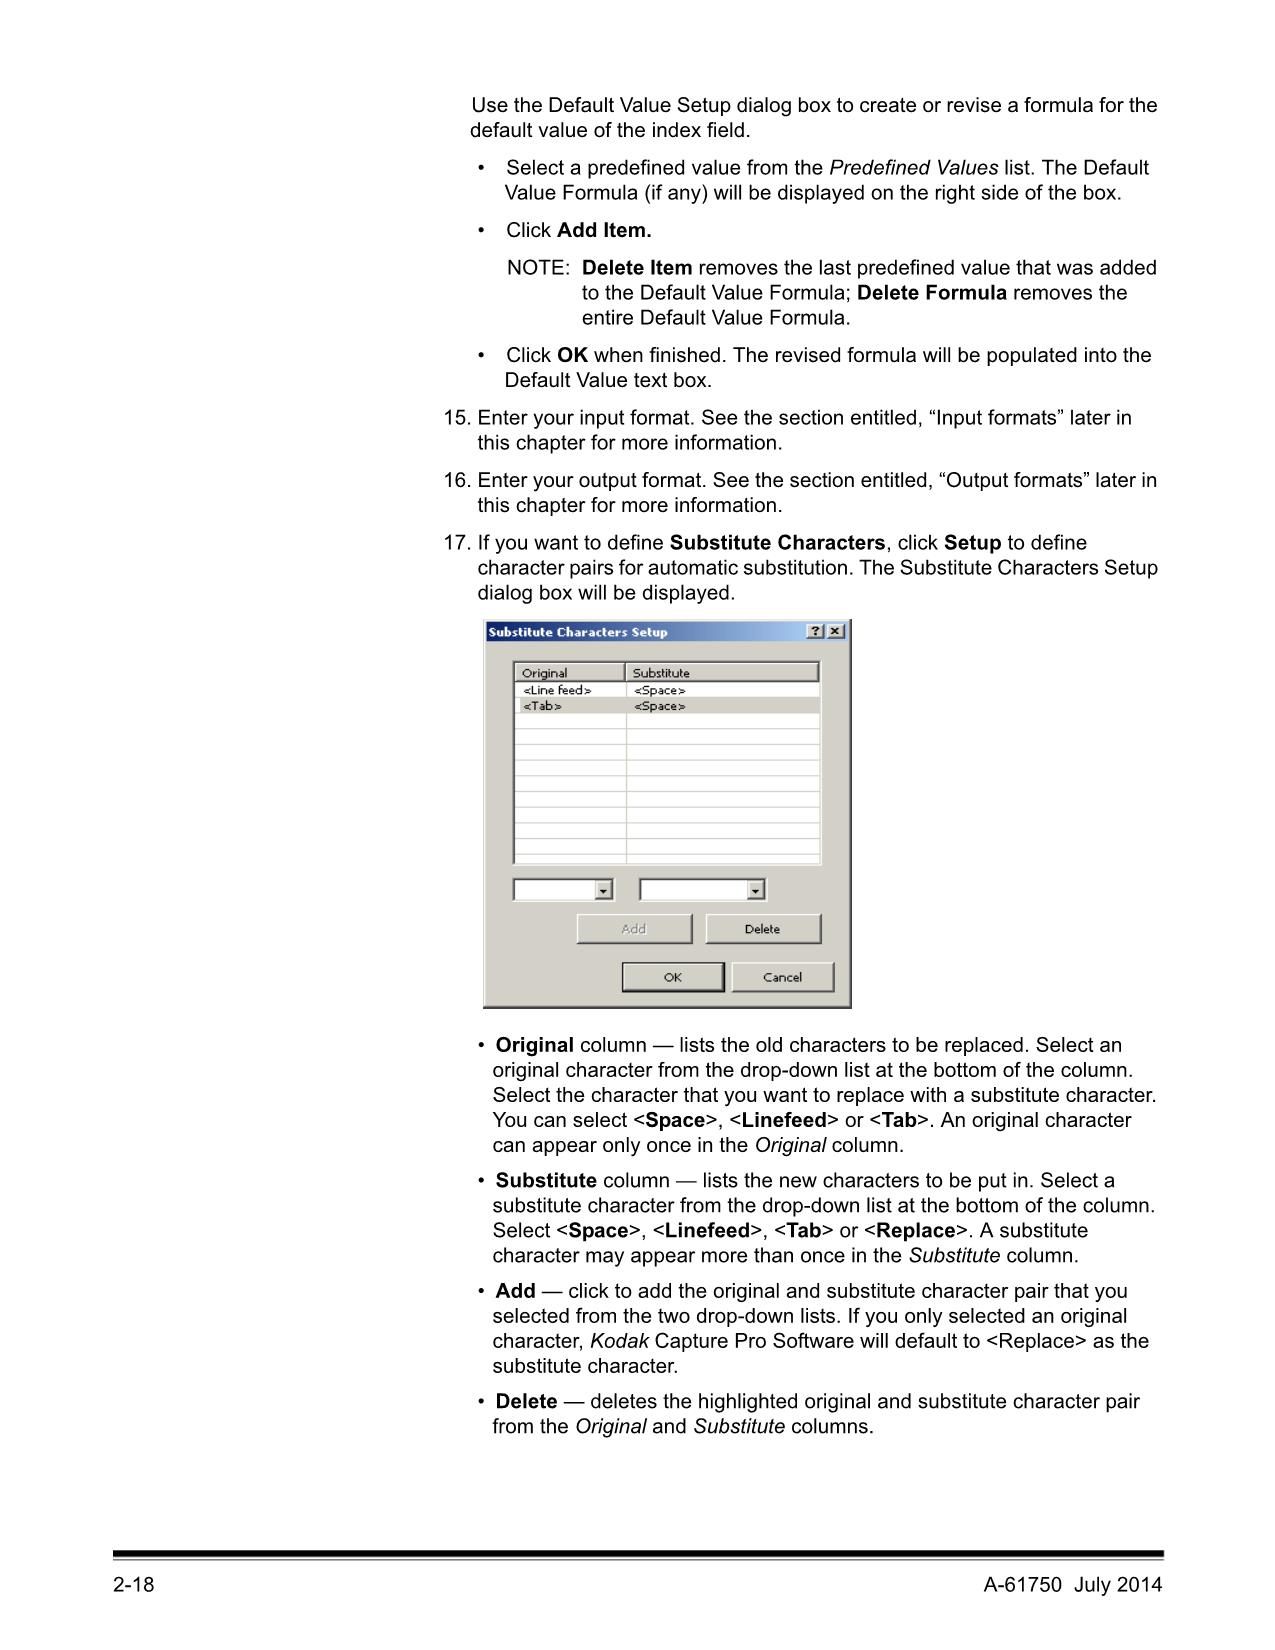 Use the Default Value Setup dialog box to create or revise a formula for the
default value of the index field.
• Select a predefined value from the Predefined Values list. The Default
Value Formula (if any) will be displayed on the right side of the box.
• Click Add Item.
NOTE: Delete Item removes the last predefined value that was added
to the Default Value Formula; Delete Formula removes the
entire Default Value Formula.
• Click OK when finished. The revised formula will be populated into the
Default Value text box.
15. Enter your input format. See the section entitled, “Input formats” later in
this chapter for more information.
16. Enter your output format. See the section entitled, “Output formats” later in
this chapter for more information.
17. If you want to define Substitute Characters, click Setup to define
character pairs for automatic substitution. The Substitute Characters Setup
dialog box will be displayed.
Substitute Characters Setup
Original Substitute
<Line feed> <Space>
<Tab> <Space>
Add Delete
OK Cancel
• Original column — lists the old characters to be replaced. Select an
original character from the drop-down list at the bottom of the column.
Select the character that you want to replace with a substitute character.
You can select <Space>, <Linefeed> or <Tab>. An original character
can appear only once in the Original column.
• Substitute column — lists the new characters to be put in. Select a
substitute character from the drop-down list at the bottom of the column.
Select <Space>, <Linefeed>, <Tab> or <Replace>. A substitute
character may appear more than once in the Substitute column.
• Add — click to add the original and substitute character pair that you
selected from the two drop-down lists. If you only selected an original
character, Kodak Capture Pro Software will default to <Replace> as the
substitute character.
• Delete — deletes the highlighted original and substitute character pair
from the Original and Substitute columns.
2-18 A-61750 July 2014